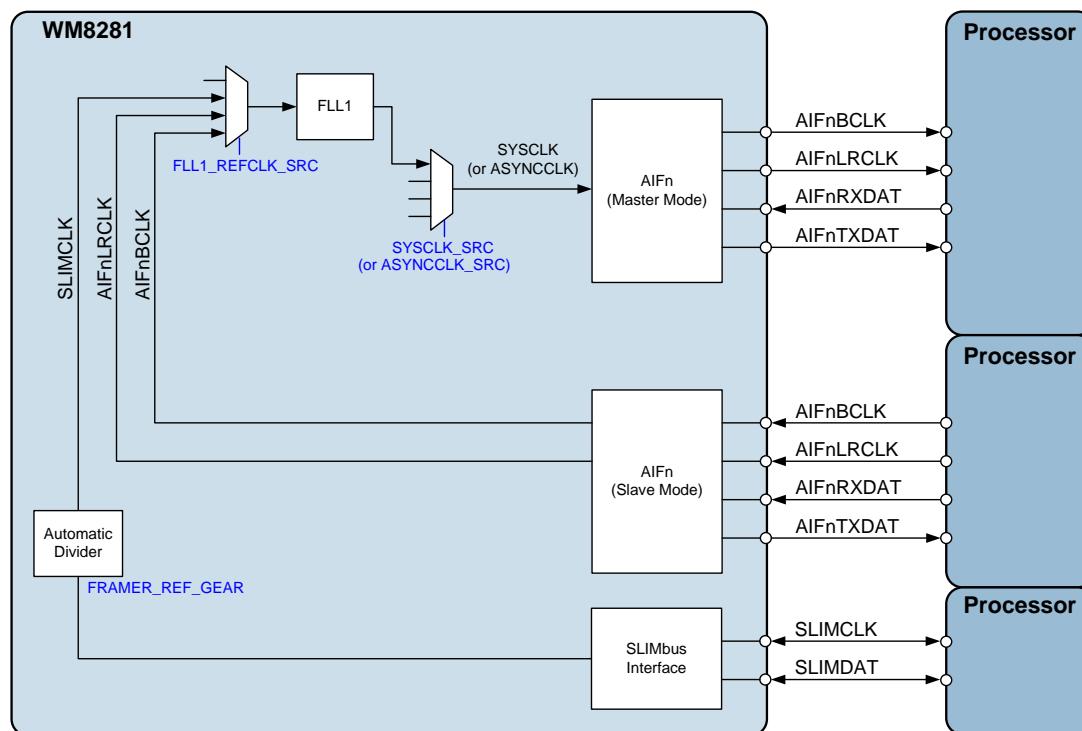 WM8281
Processor
FLL1
FLL1_REFCLK_SRC
SYSCLK
(or ASYNCCLK)
SYSCLK_SRC
(or ASYNCCLK_SRC)
AIFn
(Master Mode)
AIFnBCLK
AIFnLRCLK
AIFnRXDAT
AIFnTXDAT
SLIMCLK
AIFnLRCLK
AIFnBCLK
Processor
AIFn
(Slave Mode)
AIFnBCLK
AIFnLRCLK
AIFnRXDAT
AIFnTXDAT
Automatic
Divider
FRAMER_REF_GEAR
Processor
SLIMbus
Interface
SLIMCLK
SLIMDAT